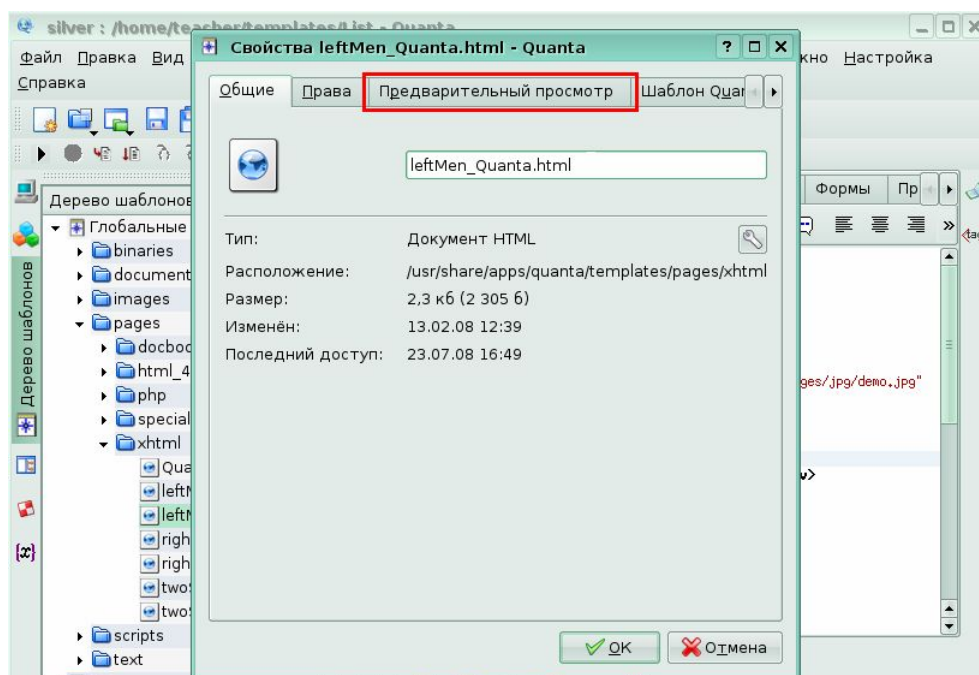 silver : /home/teacher/templates/List - Quanta
Файл Правка Вид
кно Настройка
Справка
Свойства leftMen_Quanta.html - Quanta
Общие Права Предварительный просмотр Шаблон Quan
leftMen_Quanta.html
Тип: Документ HTML
Расположение: /usr/share/apps/quanta/templates/pages/xhtml
Размер: 2,3 кб (2 305 б)
Изменён: 13.02.08 12:39
Последний доступ: 23.07.08 16:49
OK Отмена
Дерево шаблонов
Дерево шаблонов
Глобальные
binaries
document
images
pages
docboo
html_4
php
special
xhtml
Qua
leftM
leftM
righ
righ
twoS
twoS
scripts
text
{x}
Формы Пр
<ta
ges/jpg/demo.jpg"
v>